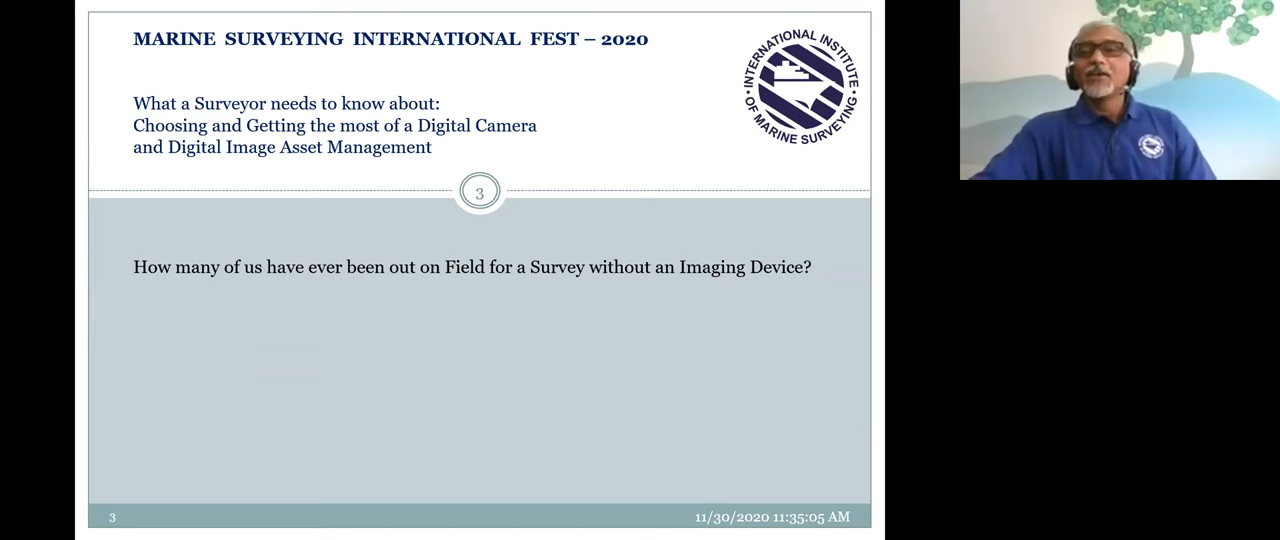 MARINE SURVEYING INTERNATIONAL FEST – 2020
INTERNATIONAL INSTITUTE
OF MARINE SURVEYING
What a Surveyor needs to know about:
Choosing and Getting the most of a Digital Camera
and Digital Image Asset Management
3
How many of us have ever been out on Field for a Survey without an Imaging Device?
3
11/30/2020 11:35:05 AM